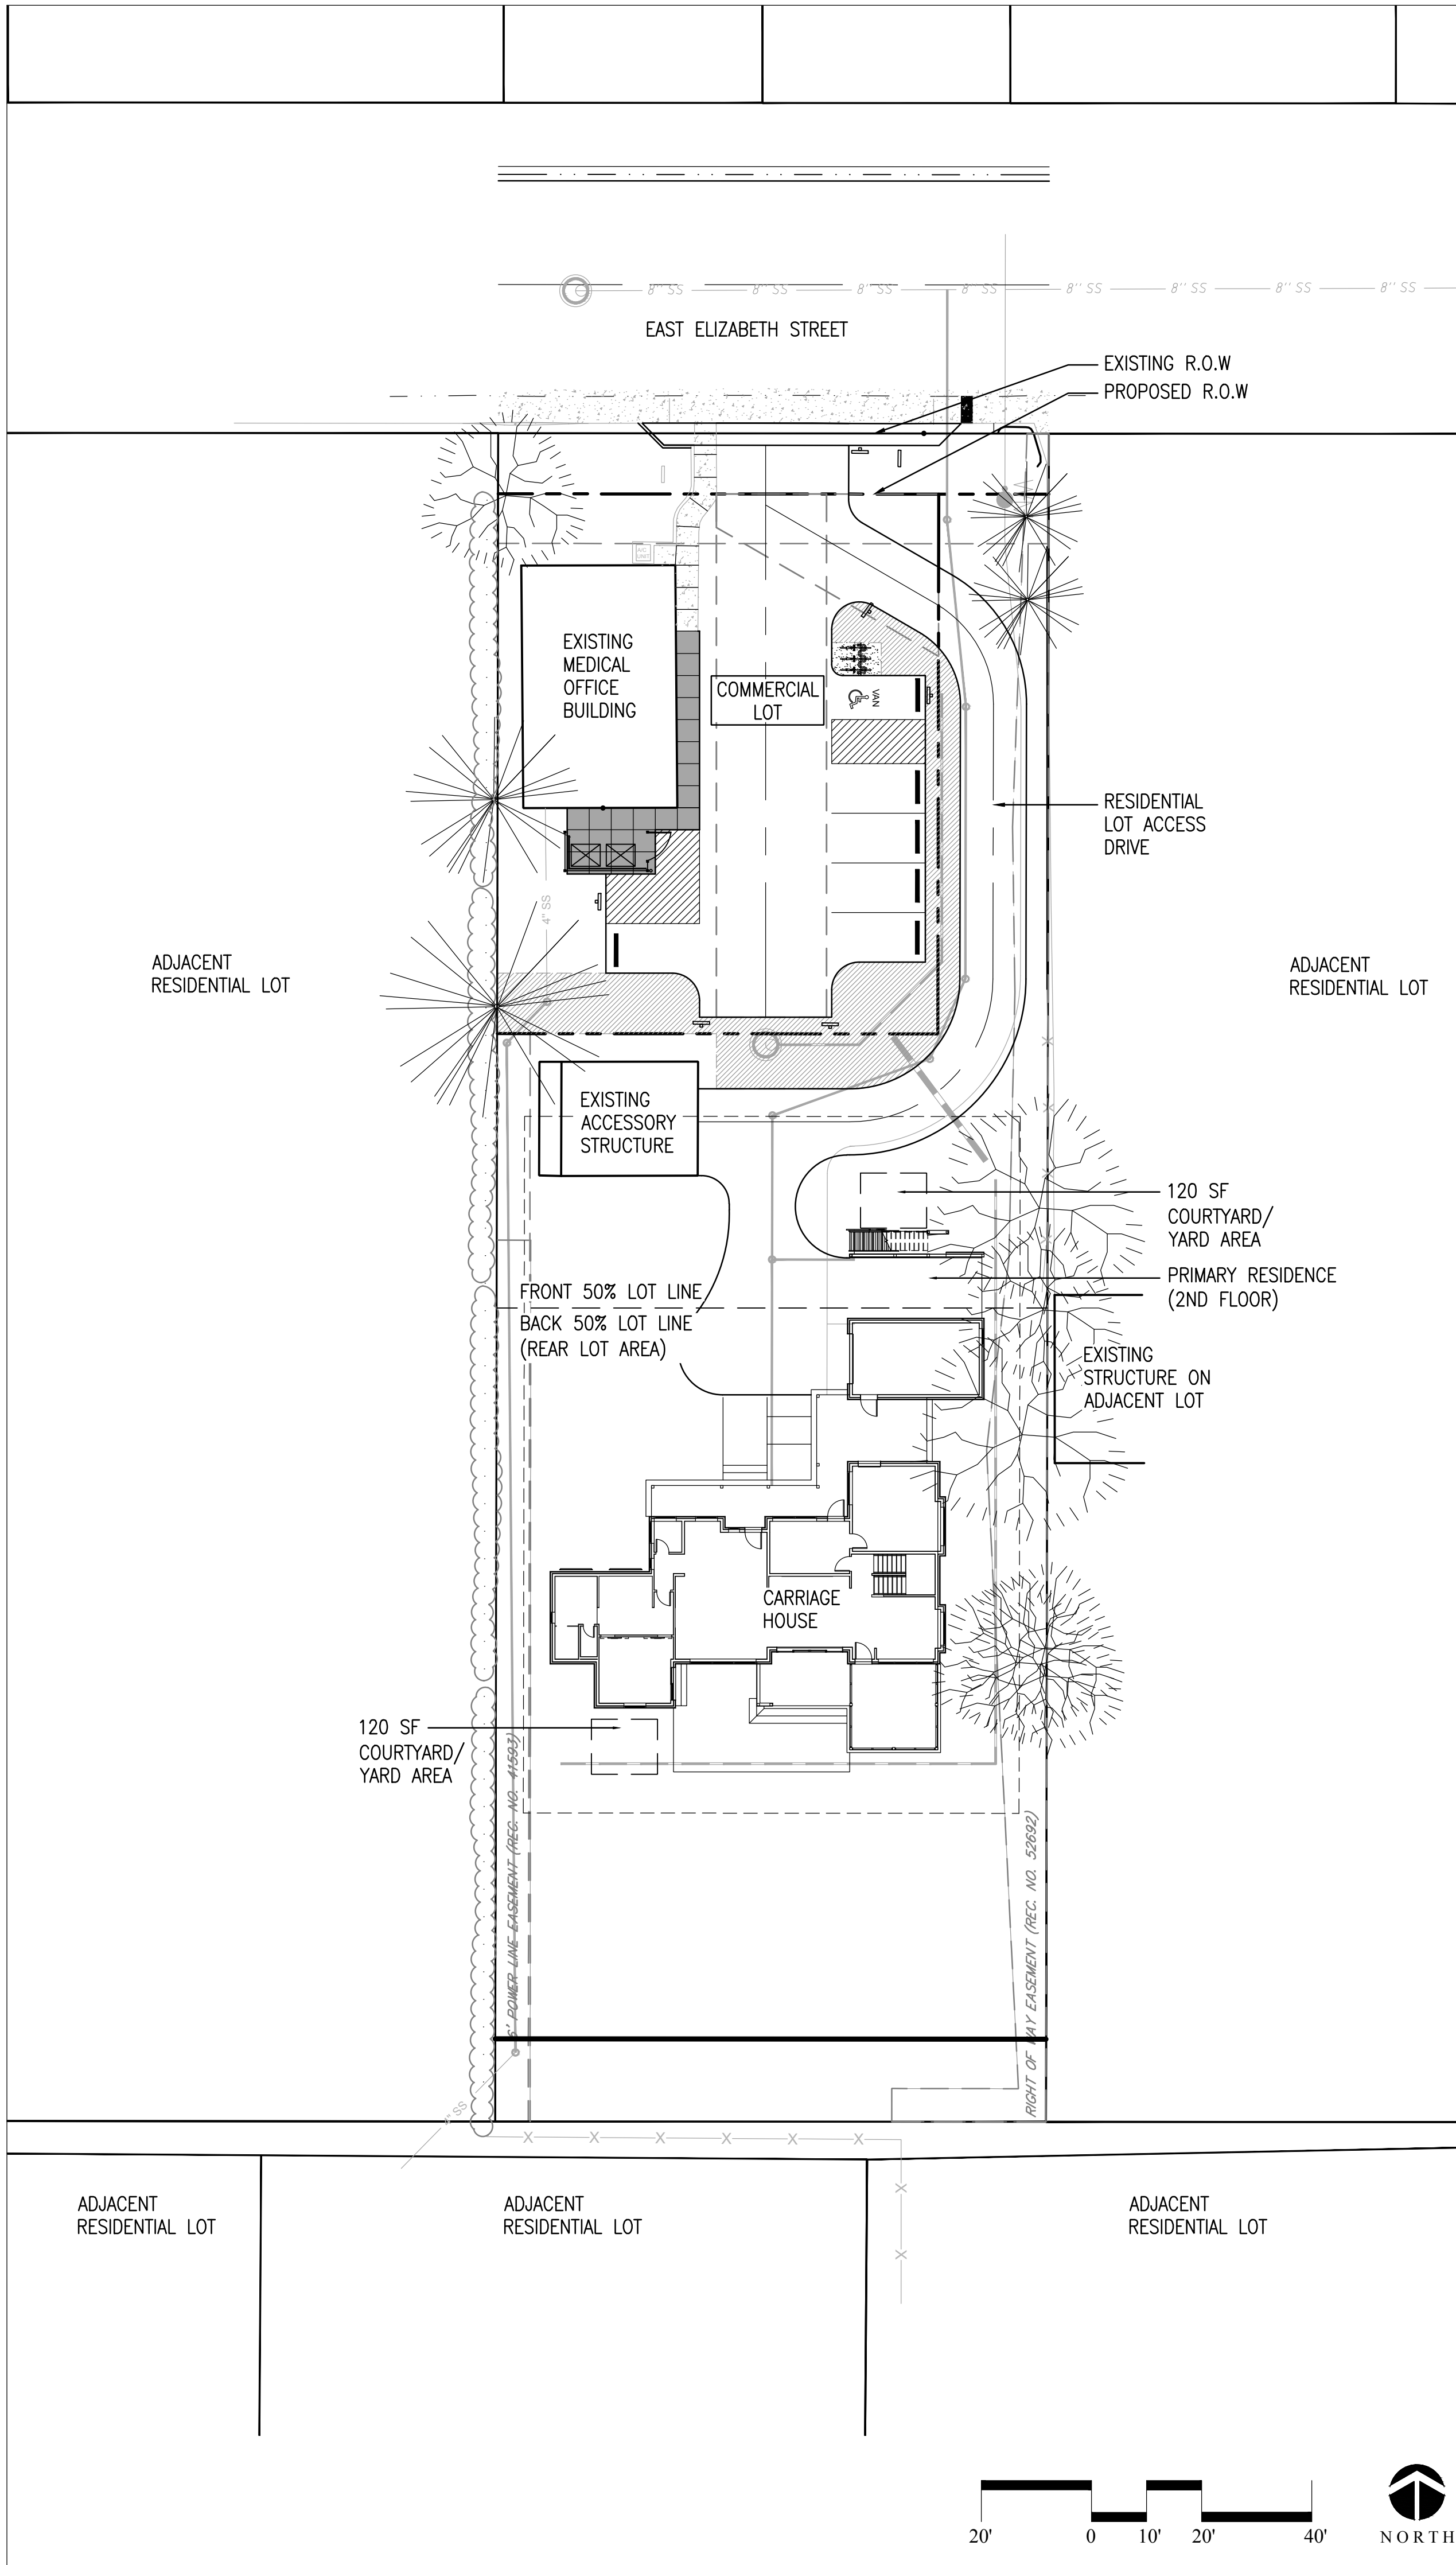 8" SS
8" SS
8" SS
8" SS
8" SS
8" SS
8" SS
8" SS
EAST ELIZABETH STREET
EXISTING R.O.W
PROPOSED R.O.W
A/C
UNIT
EXISTING
MEDICAL
OFFICE
BUILDING
COMMERCIAL
LOT
VAN
RESIDENTIAL
LOT ACCESS
DRIVE
4" SS
ADJACENT
RESIDENTIAL LOT
ADJACENT
RESIDENTIAL LOT
EXISTING
ACCESSORY
STRUCTURE
120 SF
COURTYARD/
YARD AREA
PRIMARY RESIDENCE
(2ND FLOOR)
FRONT 50% LOT LINE
BACK 50% LOT LINE
(REAR LOT AREA)
EXISTING
STRUCTURE ON
ADJACENT LOT
CARRIAGE
HOUSE
120 SF
COURTYARD/
YARD AREA
6' POWER LINE EASEMENT (REC. NO. 41593)
RIGHT OF WAY EASEMENT (REC. NO. 52692)
SS
ADJACENT
RESIDENTIAL LOT
ADJACENT
RESIDENTIAL LOT
ADJACENT
RESIDENTIAL LOT
20' 0 10' 20' 40'
NORTH